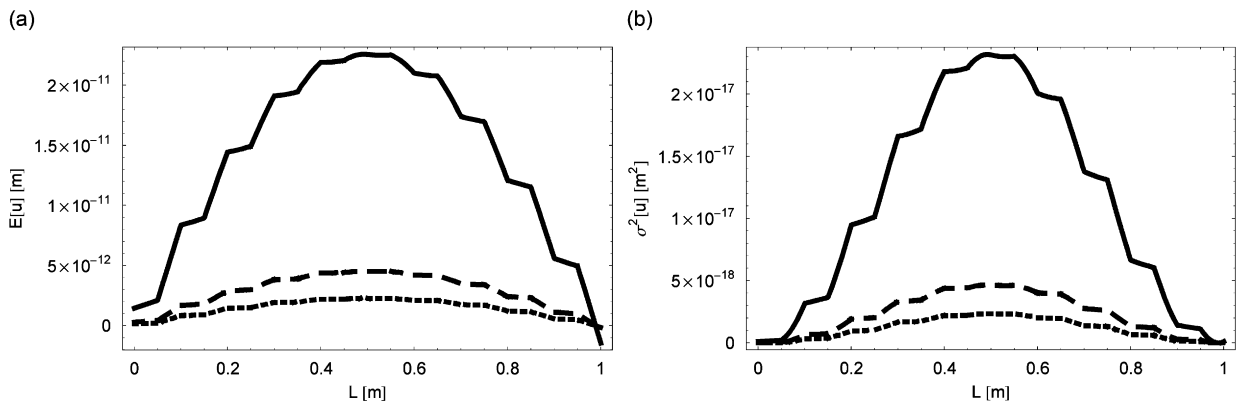 (a)
E[u] [m]
2×10⁻¹¹
1.5×10⁻¹¹
1×10⁻¹¹
5×10⁻¹²
0
0 0.2 0.4 0.6 0.8 1
L [m]
(b)
σ²[u] [m²]
2×10⁻¹⁷
1.5×10⁻¹⁷
1×10⁻¹⁷
5×10⁻¹⁸
0
0 0.2 0.4 0.6 0.8 1
L [m]